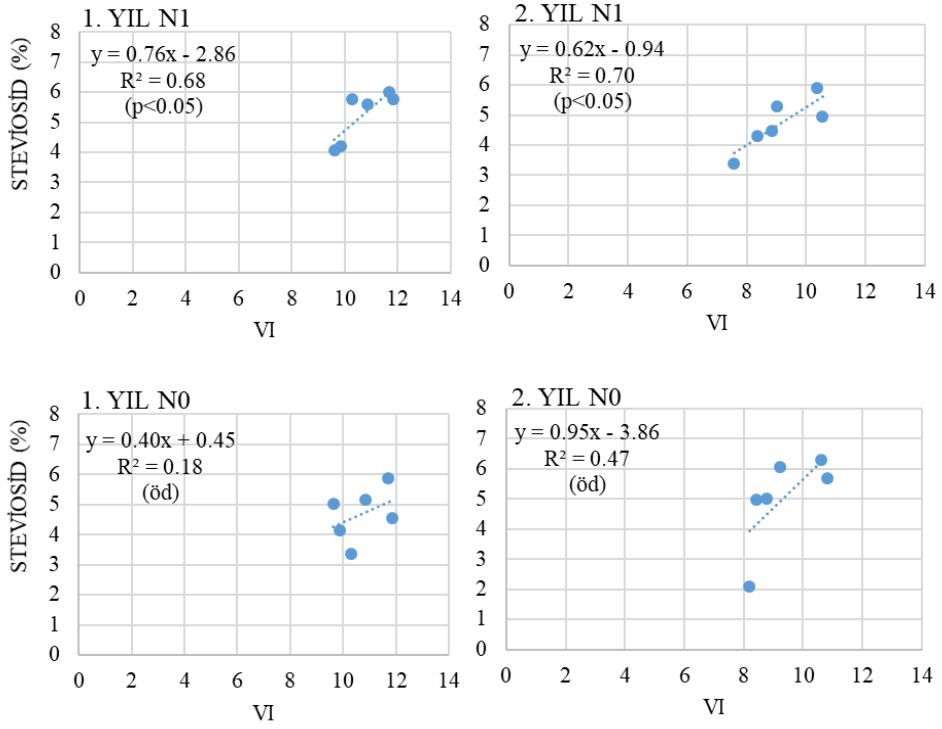 1. YIL N1
y = 0.76x - 2.86
R² = 0.68
(p<0.05)
STEVİOSİD (%)
8
7
6
5
4
3
2
1
0
0 2 4 6 8 10 12 14
VI
2. YIL N1
y = 0.62x - 0.94
R² = 0.70
(p<0.05)
8
7
6
5
4
3
2
1
0
0 2 4 6 8 10 12 14
VI
1. YIL N0
y = 0.40x + 0.45
R² = 0.18
(öd)
STEVİOSİD (%)
8
7
6
5
4
3
2
1
0
0 2 4 6 8 10 12 14
VI
2. YIL N0
y = 0.95x - 3.86
R² = 0.47
(öd)
8
7
6
5
4
3
2
1
0
0 2 4 6 8 10 12 14
VI